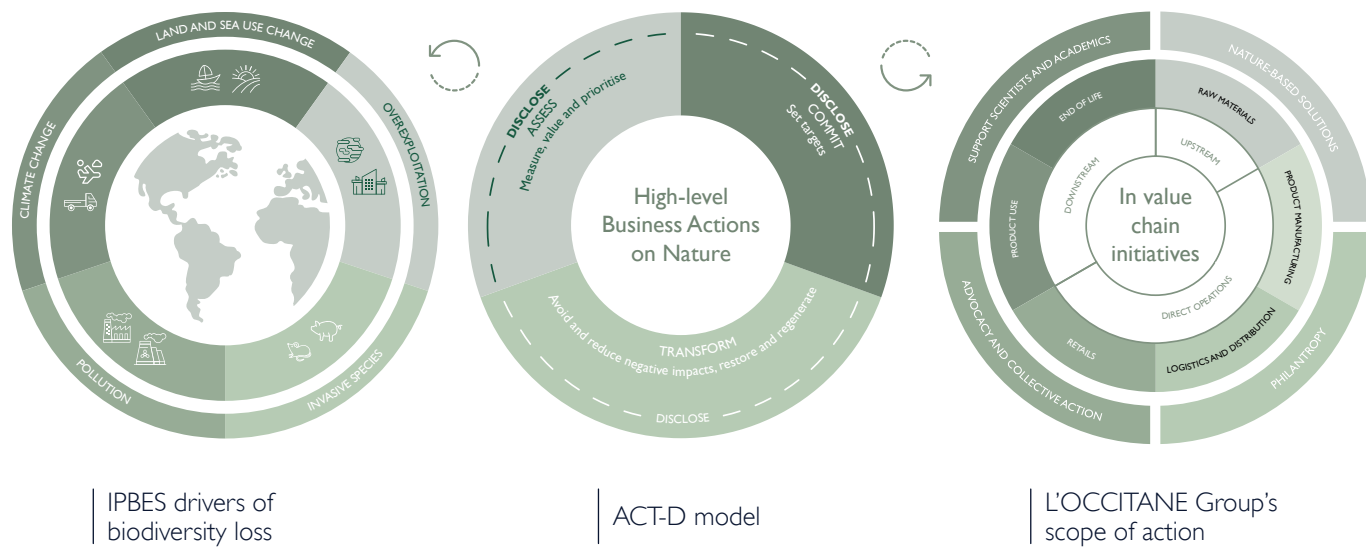 LAND AND SEA USE CHANGE
OVEREXPLOITATION
INVASIVE SPECIES
POLLUTION
CLIMATE CHANGE
IPBES drivers of
biodiversity loss
DISCLOSE
ASSESS
Measure, value and prioritise
DISCLOSE
COMMIT
Set targets
High-level
Business Actions
on Nature
TRANSFORM
Avoid and reduce negative impacts, restore and regenerate
DISCLOSE
ACT-D model
SUPPORT SCIENTISTS AND ACADEMICS
NATURE-BASED SOLUTIONS
PHILANTROPY
ADVOCACY AND COLLECTIVE ACTION
END OF LIFE
RAW MATERIALS
PRODUCT MANUFACTURING
LOGISTICS AND DISTRIBUTION
RETAILS
PRODUCT USE
DOWNSTREAM
UPSTREAM
DIRECT OPEATIONS
In value
chain
initiatives
L'OCCITANE Group's
scope of action